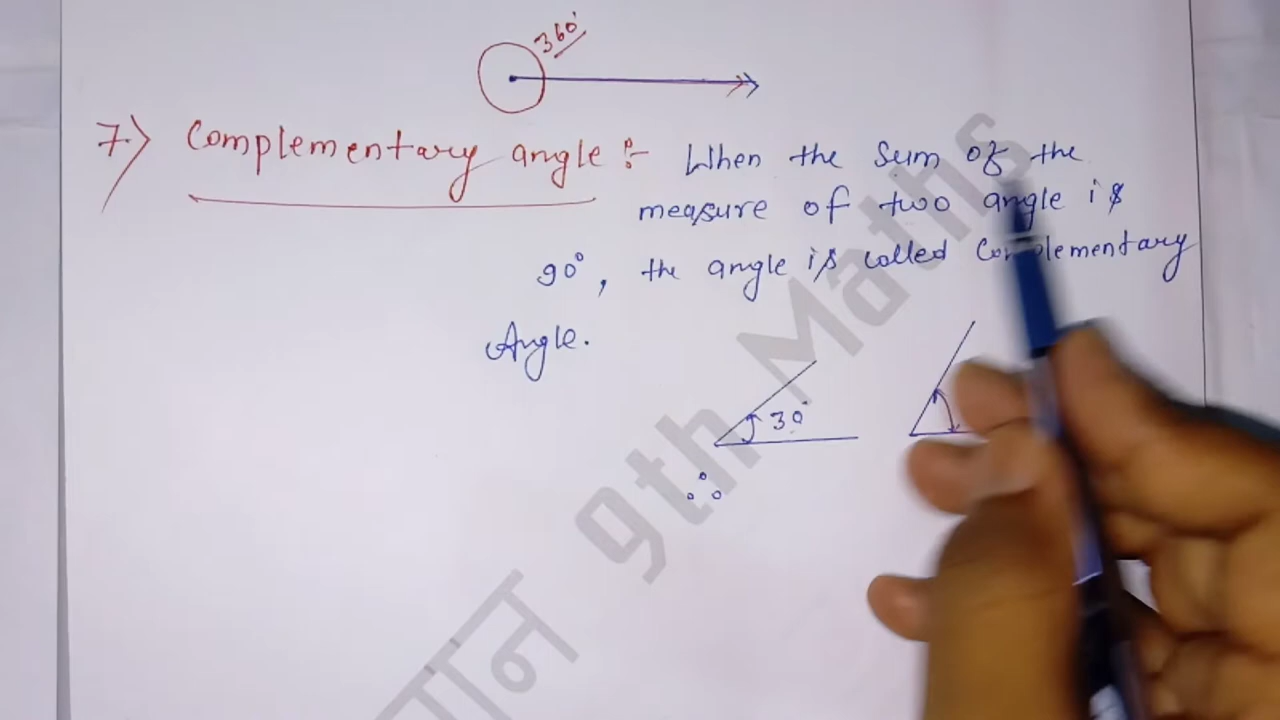 360°
7.) Complementary angle :- When the Sum of the
measure of two angle is
90°, the angle is called Complementary
Angle.
30°
∴
9th Maths